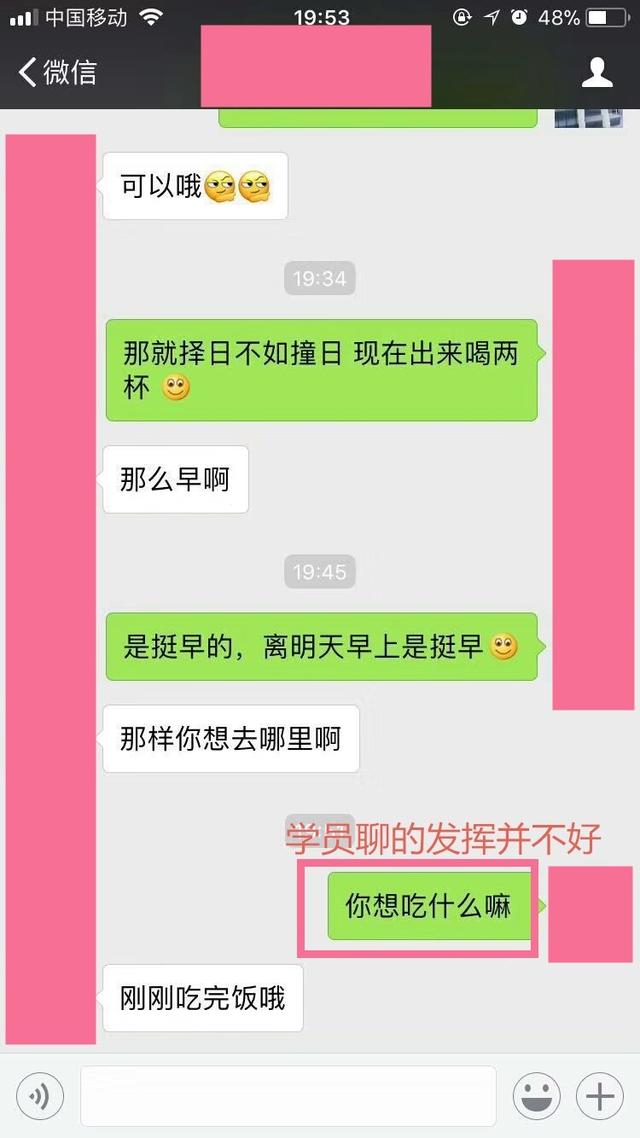 中国移动
19:53
48%
微信
可以哦
19:34
那就择日不如撞日 现在出来喝两
杯
那么早啊
19:45
是挺早的，离明天早上是挺早
那样你想去哪里啊
学员聊的发挥并不好
你想吃什么嘛
刚刚吃完饭哦